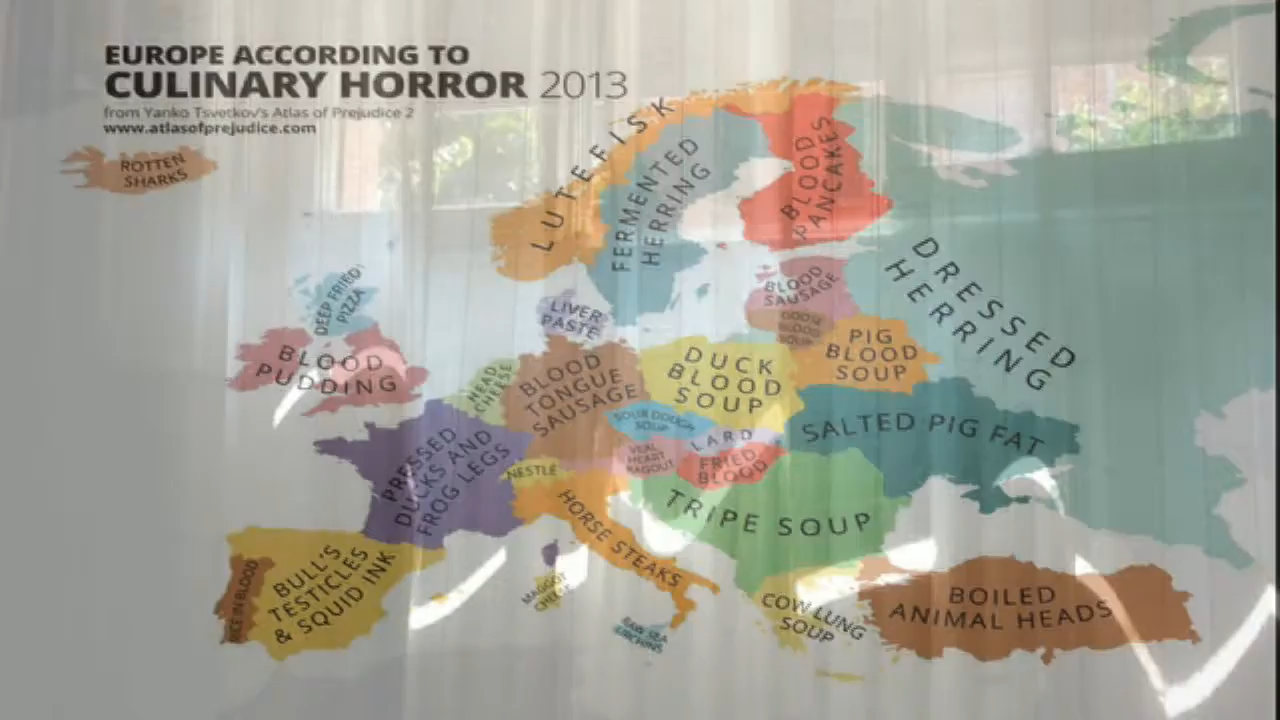 EUROPE ACCORDING TO
CULINARY HORROR 2013
from Yanko Tsvetkov's Atlas of Prejudice 2
www.atlasofprejudice.com
ROTTEN
SHARKS
LUTEFISK
FERMENTED
HERRING
BLOOD
PANCAKES
DRESSED
HERRING
DEEP FRIED
PIZZA
LIVER
PASTE
BLOOD
SAUSAGE
GOOSE
BLOOD
SOUP
BLOOD
PUDDING
HEAD
CHEESE
BLOOD
TONGUE
SAUSAGE
DUCK
BLOOD
SOUP
PIG
BLOOD
SOUP
SOUR DOUGH
SOUP
SALTED PIG FAT
PRESSED
DUCKS AND
FROG LEGS
NESTLE
VEAL
HEART
RAGOUT
LARD
FRIED
BLOOD
HORSE STEAKS
TRIPE SOUP
RICE IN BLOOD
BULL'S
TESTICLES
& SQUID INK
MAGGOT
CHEESE
RAW SEA
URCHINS
COW LUNG
SOUP
BOILED
ANIMAL HEADS